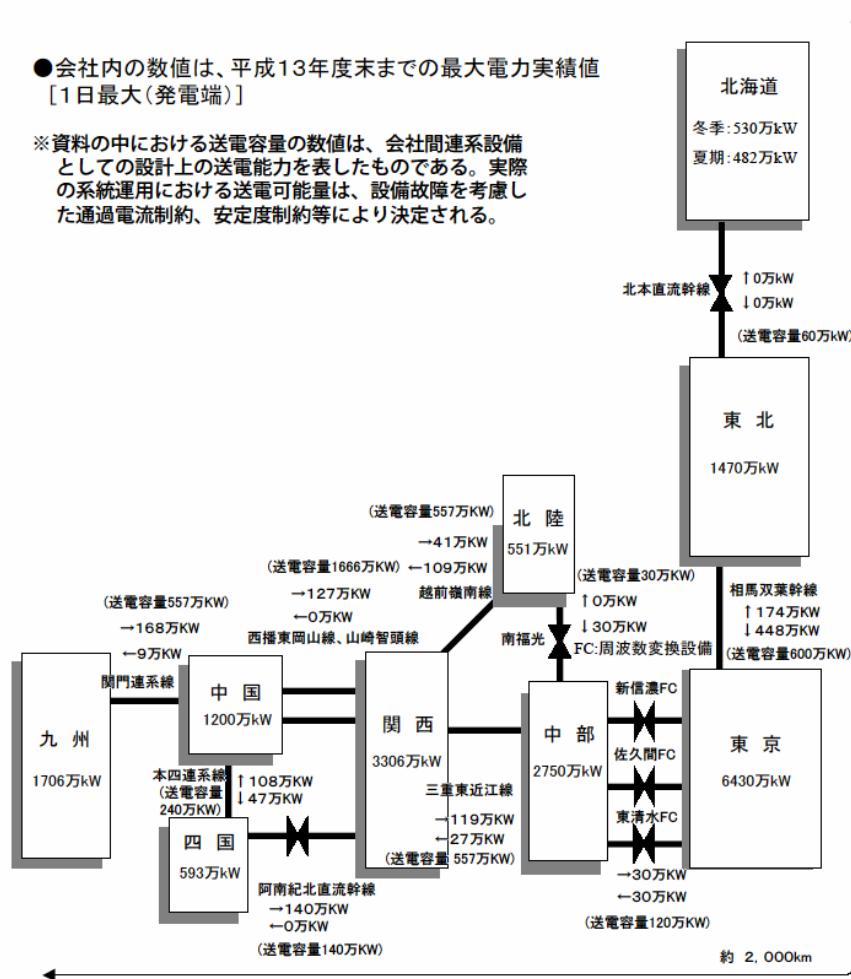 ●会社内の数値は、平成13年度末までの最大電力実績値
[1日最大(発電端)]
※資料の中における送電容量の数値は、会社間連系設備
としての設計上の送電能力を表したものである。実際
の系統運用における送電可能量は、設備故障を考慮し
た通過電流制約、安定度制約等により決定される。
北海道
冬季:530万kW
夏期:482万kW
北本直流幹線
↑0万kW
↓0万kW
(送電容量60万kW)
東 北
1470万kW
相馬双葉幹線
↑174万KW
↓448万KW
(送電容量600万KW)
(送電容量557万KW)
→41万KW
←109万KW
越前嶺南線
北 陸
551万kW
(送電容量30万KW)
↑0万KW
↓30万KW
南福光
FC:周波数変換設備
(送電容量1666万KW)
→127万KW
←0万KW
西播東岡山線、山崎智頭線
(送電容量557万KW)
→168万KW
←9万KW
関門連系線
九 州
1706万kW
中 国
1200万kW
関 西
3306万kW
中 部
2750万kW
新信濃FC
佐久間FC
東清水FC
→30万KW
←30万KW
(送電容量120万KW)
東 京
6430万kW
本四連系線
(送電容量
240万KW)
↑108万KW
↓47万KW
四 国
593万kW
三重東近江線
→119万KW
←27万KW
(送電容量 557万KW)
阿南紀北直流幹線
→140万KW
←0万KW
(送電容量140万KW)
約 2,000km